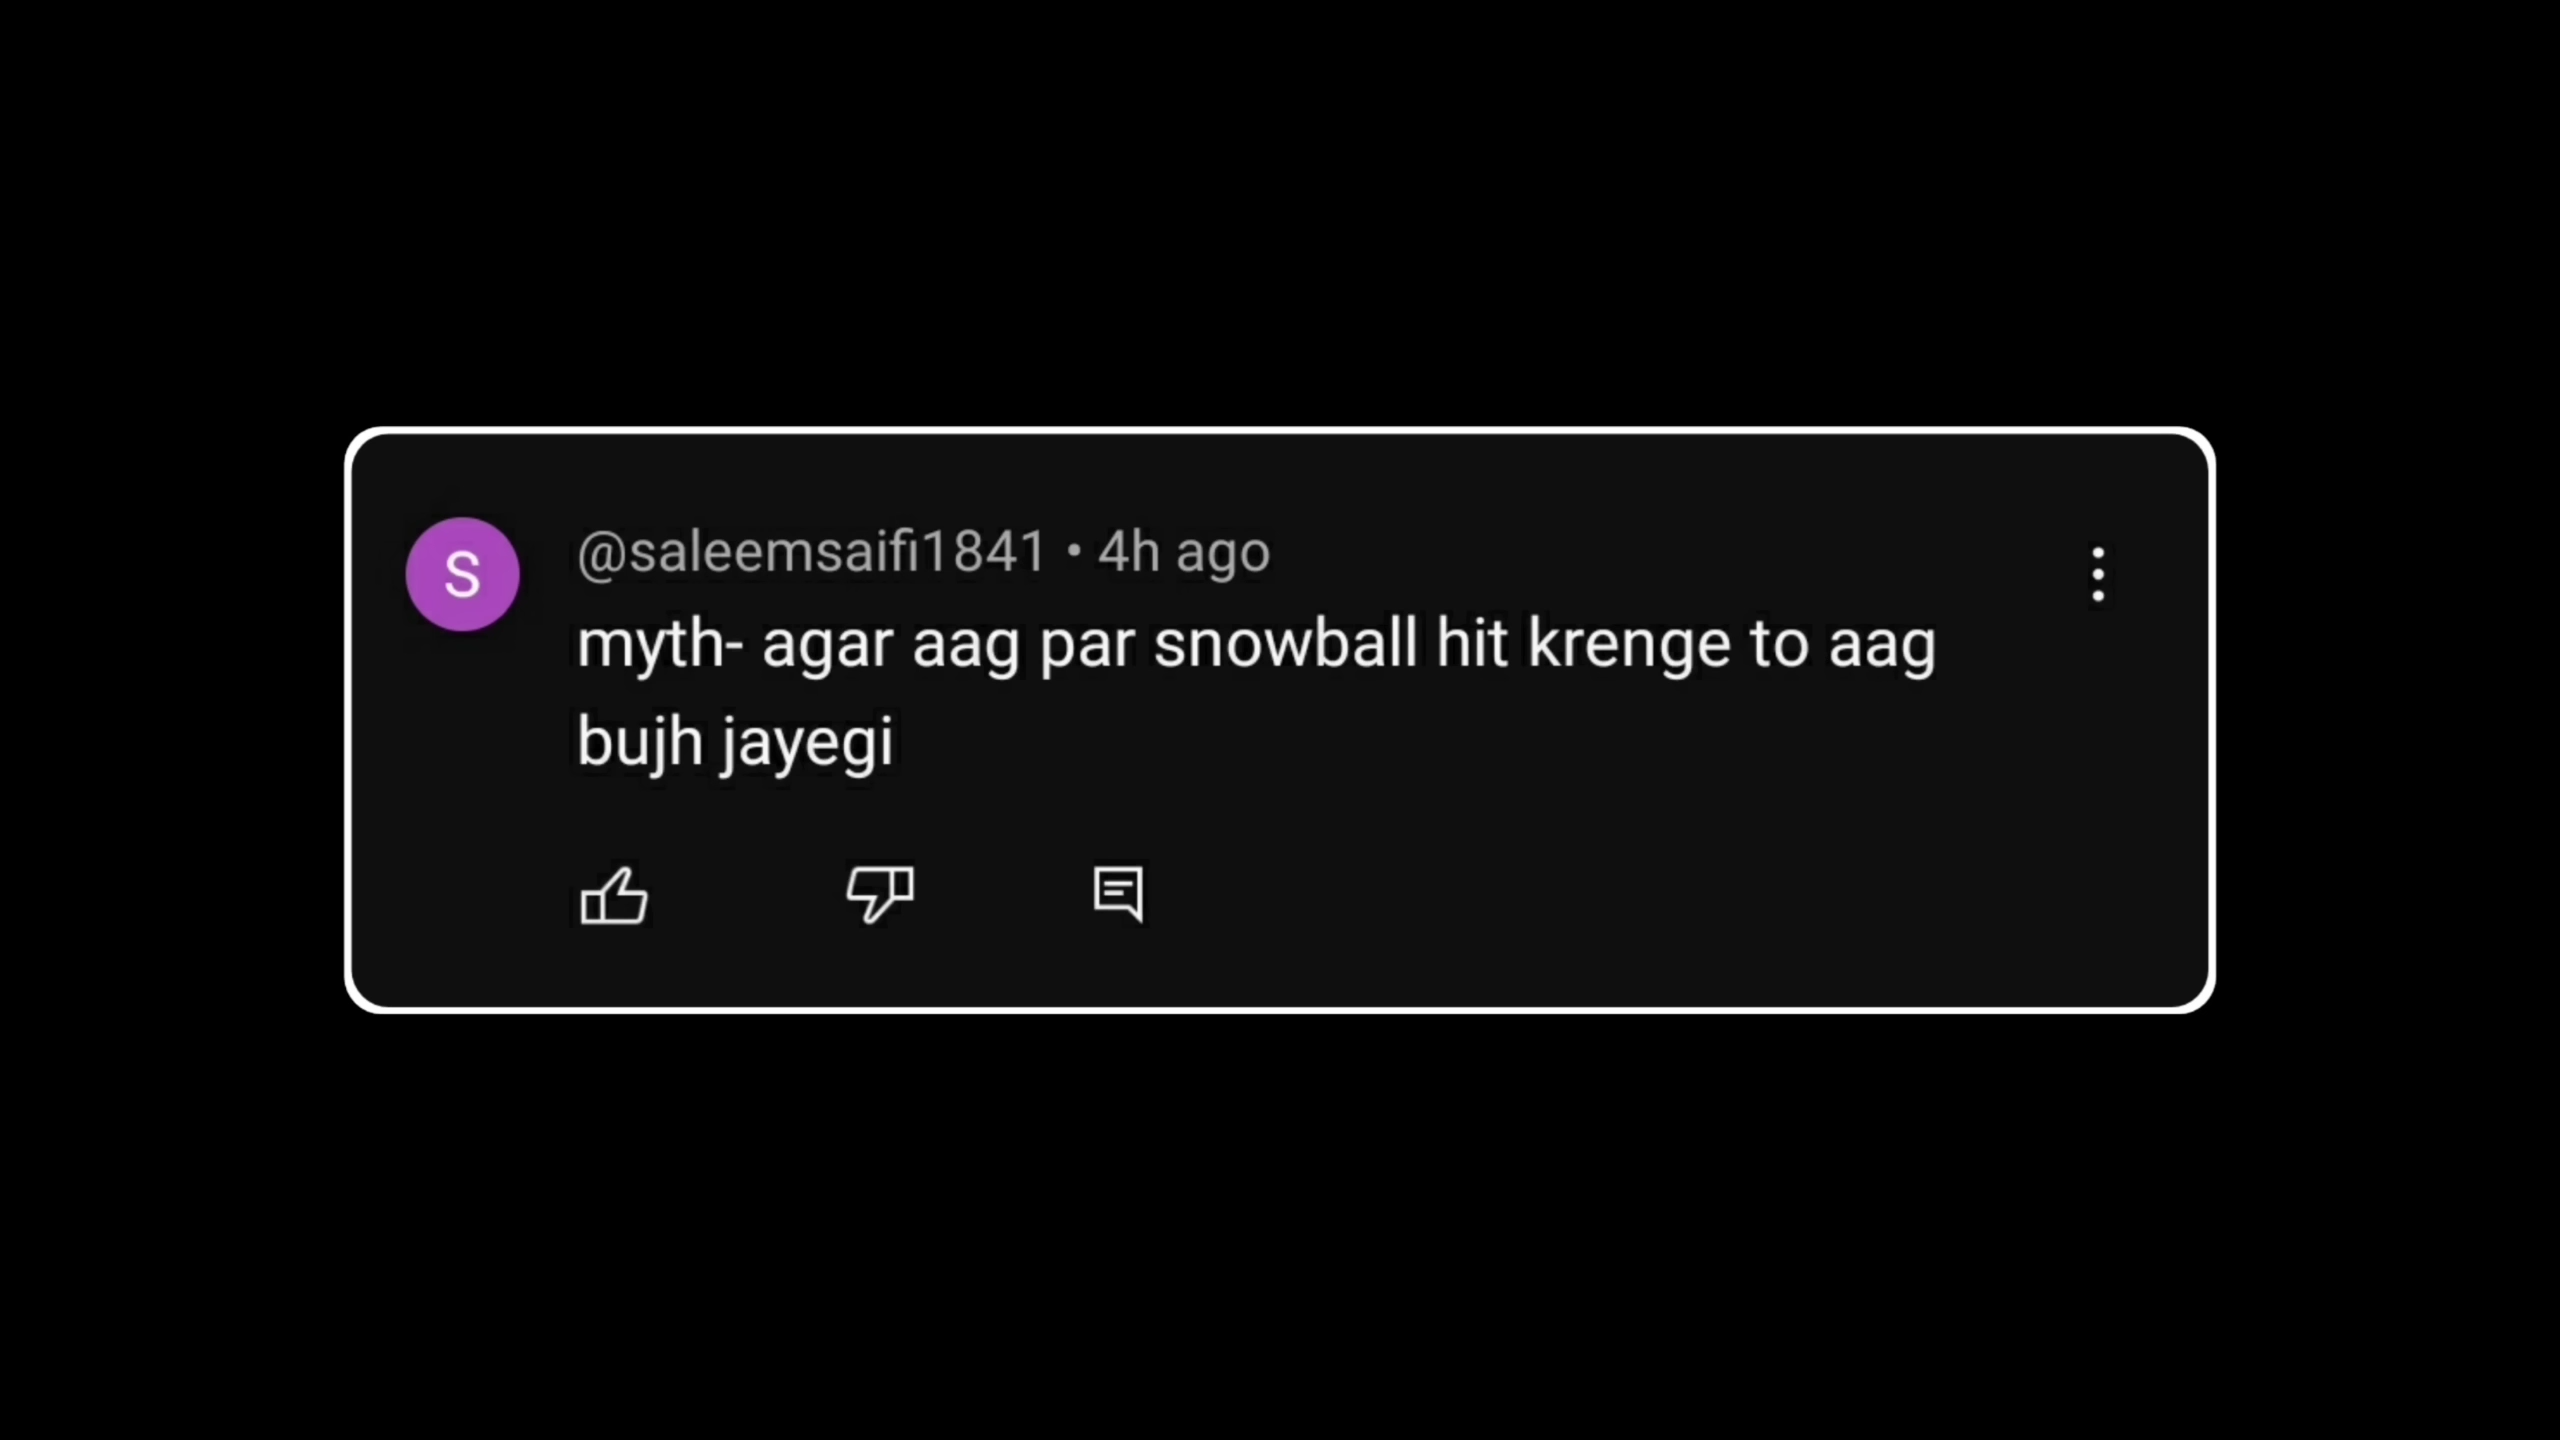 S
@saleemsaifi1841 • 4h ago
myth- agar aag par snowball hit krenge to aag
bujh jayegi